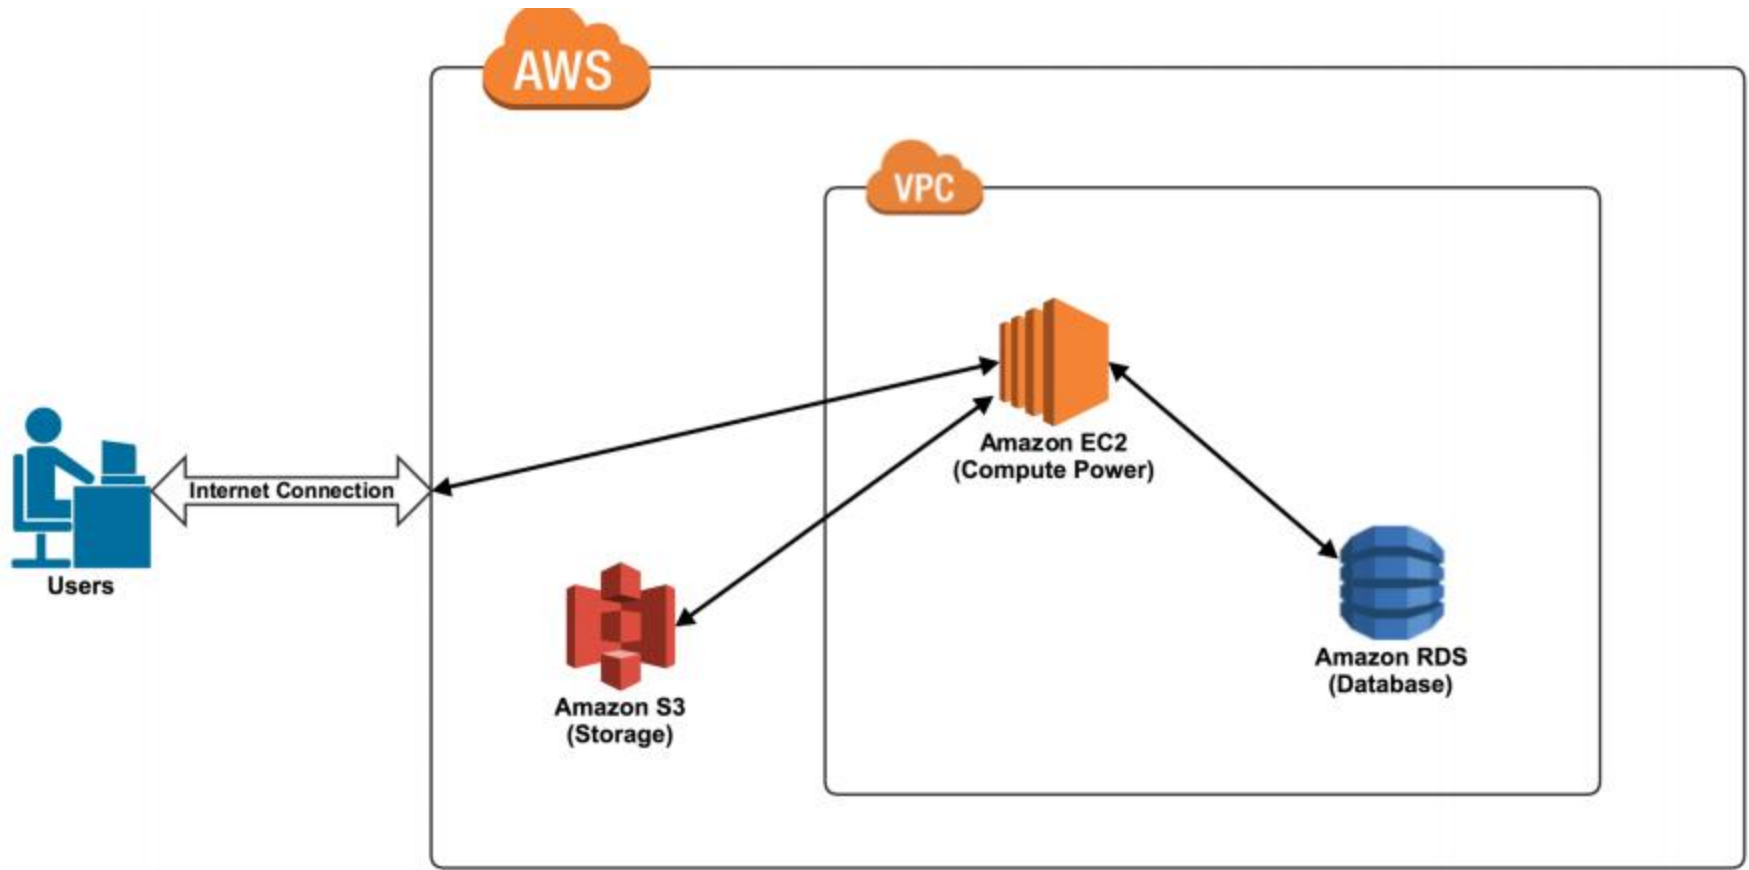 AWS
VPC
Amazon EC2
(Compute Power)
Internet Connection
Users
Amazon RDS
(Database)
Amazon S3
(Storage)